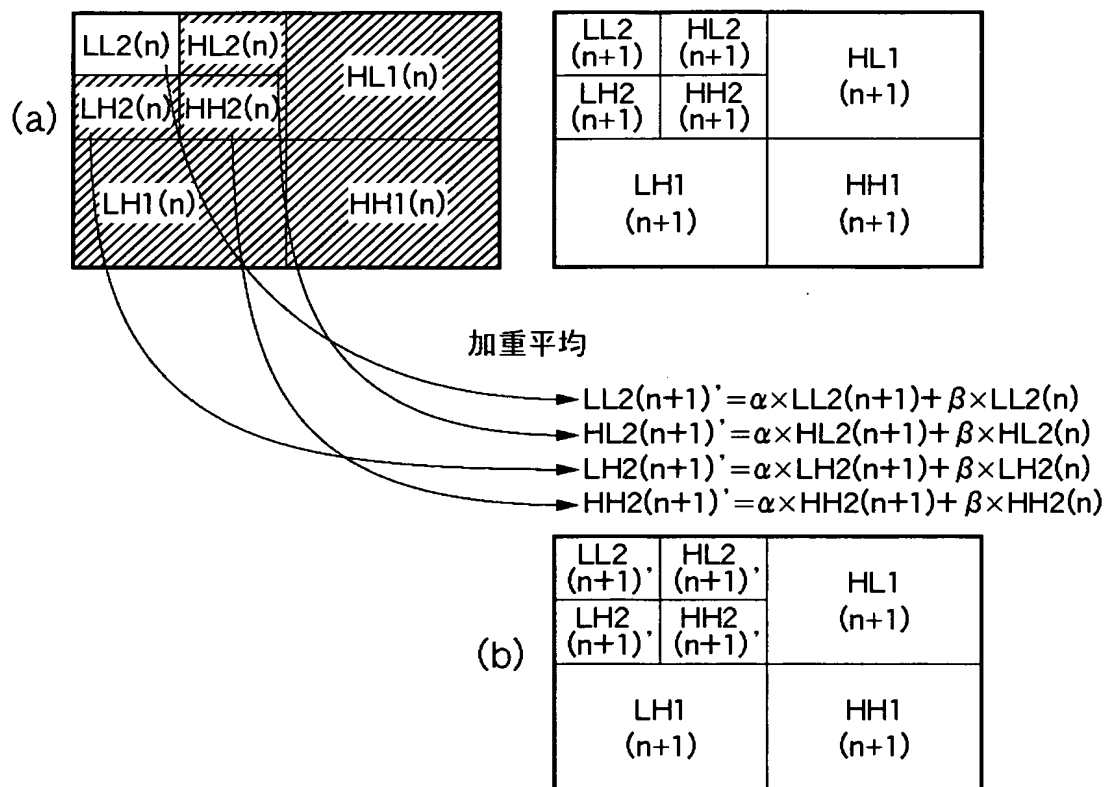 (a)
LL2(n)
HL2(n)
HL1(n)
LH2(n)
HH2(n)
LH1(n)
HH1(n)
LL2
(n+1)
HL2
(n+1)
HL1
(n+1)
LH2
(n+1)
HH2
(n+1)
LH1
(n+1)
HH1
(n+1)
加重平均
LL2(n+1)'=α×LL2(n+1)+β×LL2(n)
HL2(n+1)'=α×HL2(n+1)+β×HL2(n)
LH2(n+1)'=α×LH2(n+1)+β×LH2(n)
HH2(n+1)'=α×HH2(n+1)+β×HH2(n)
(b)
LL2
(n+1)'
HL2
(n+1)'
HL1
(n+1)
LH2
(n+1)'
HH2
(n+1)'
LH1
(n+1)
HH1
(n+1)